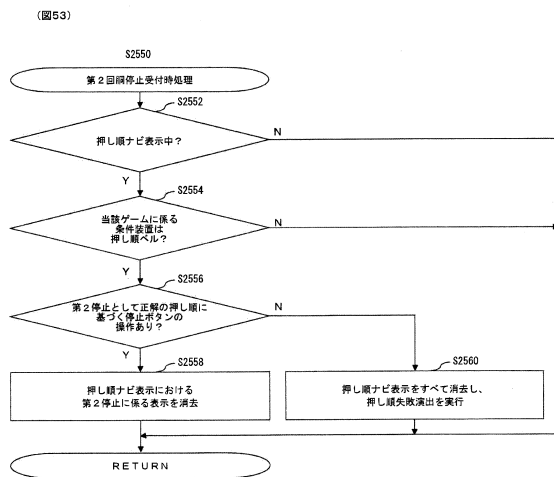 (図53)
S2550
第2回胴停止受付時処理
S2552
押し順ナビ表示中?
N
Y
S2554
当該ゲームに係る
条件装置は
押し順ベル?
N
Y
S2556
第2停止として正解の押し順に
基づく停止ボタンの
操作あり?
N
Y
S2558
押し順ナビ表示における
第2停止に係る表示を消去
S2560
押し順ナビ表示をすべて消去し、
押し順失敗演出を実行
RETURN